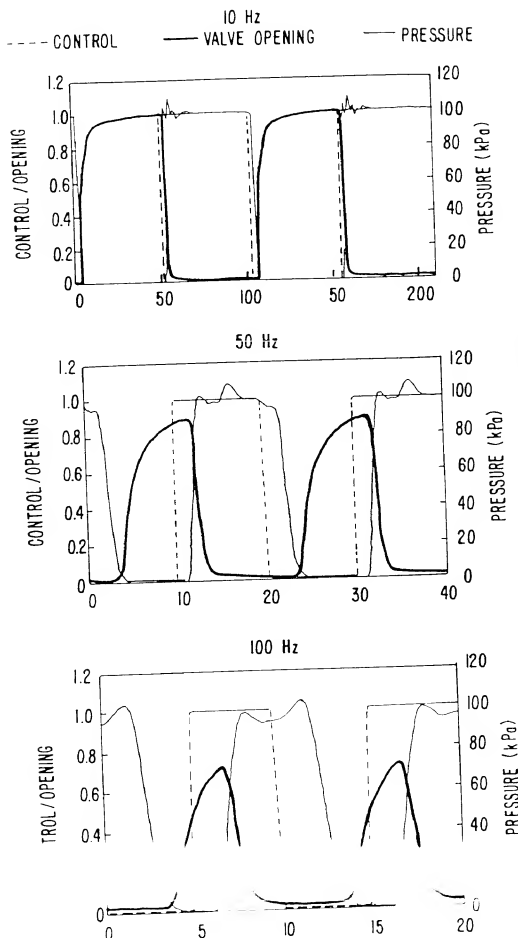 10 Hz
CONTROL VALVE OPENING PRESSURE
1.2 1.0 0.8 0.6 0.4 0.2 0.0
CONTROL/OPENING
120 100 80 60 40 20 0
PRESSURE (kPa)
0 50 100 50 200
50 Hz
1.2 1.0 0.8 0.6 0.4 0.2 0
CONTROL/OPENING
120 100 80 60 40 20 0
PRESSURE (kPa)
0 10 20 30 40
100 Hz
1.2 1.0 0.8 0.6 0.4 0
TROL/OPENING
120 100 80 60 40 0
PRESSURE (kPa)
0 5 10 15 20